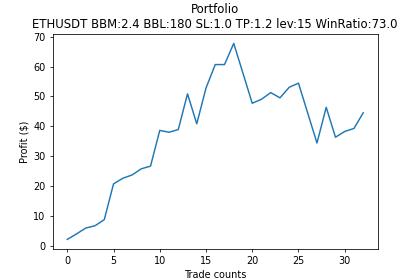 Portfolio
ETHUSDT BBM:2.4 BBL:180 SL:1.0 TP:1.2 lev:15 WinRatio:73.0
70
60
50
40
30
20
10
0
Profit ($)
0 5 10 15 20 25 30
Trade counts